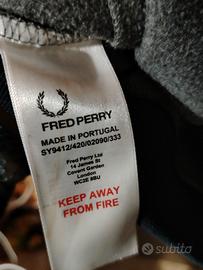 FRED PERRY
MADE IN PORTUGAL
SY9412/420/02090/333
Fred Perry Ltd
14 James St
Covent Garden
London
WC2E 8BU
KEEP AWAY
FROM FIRE
subito